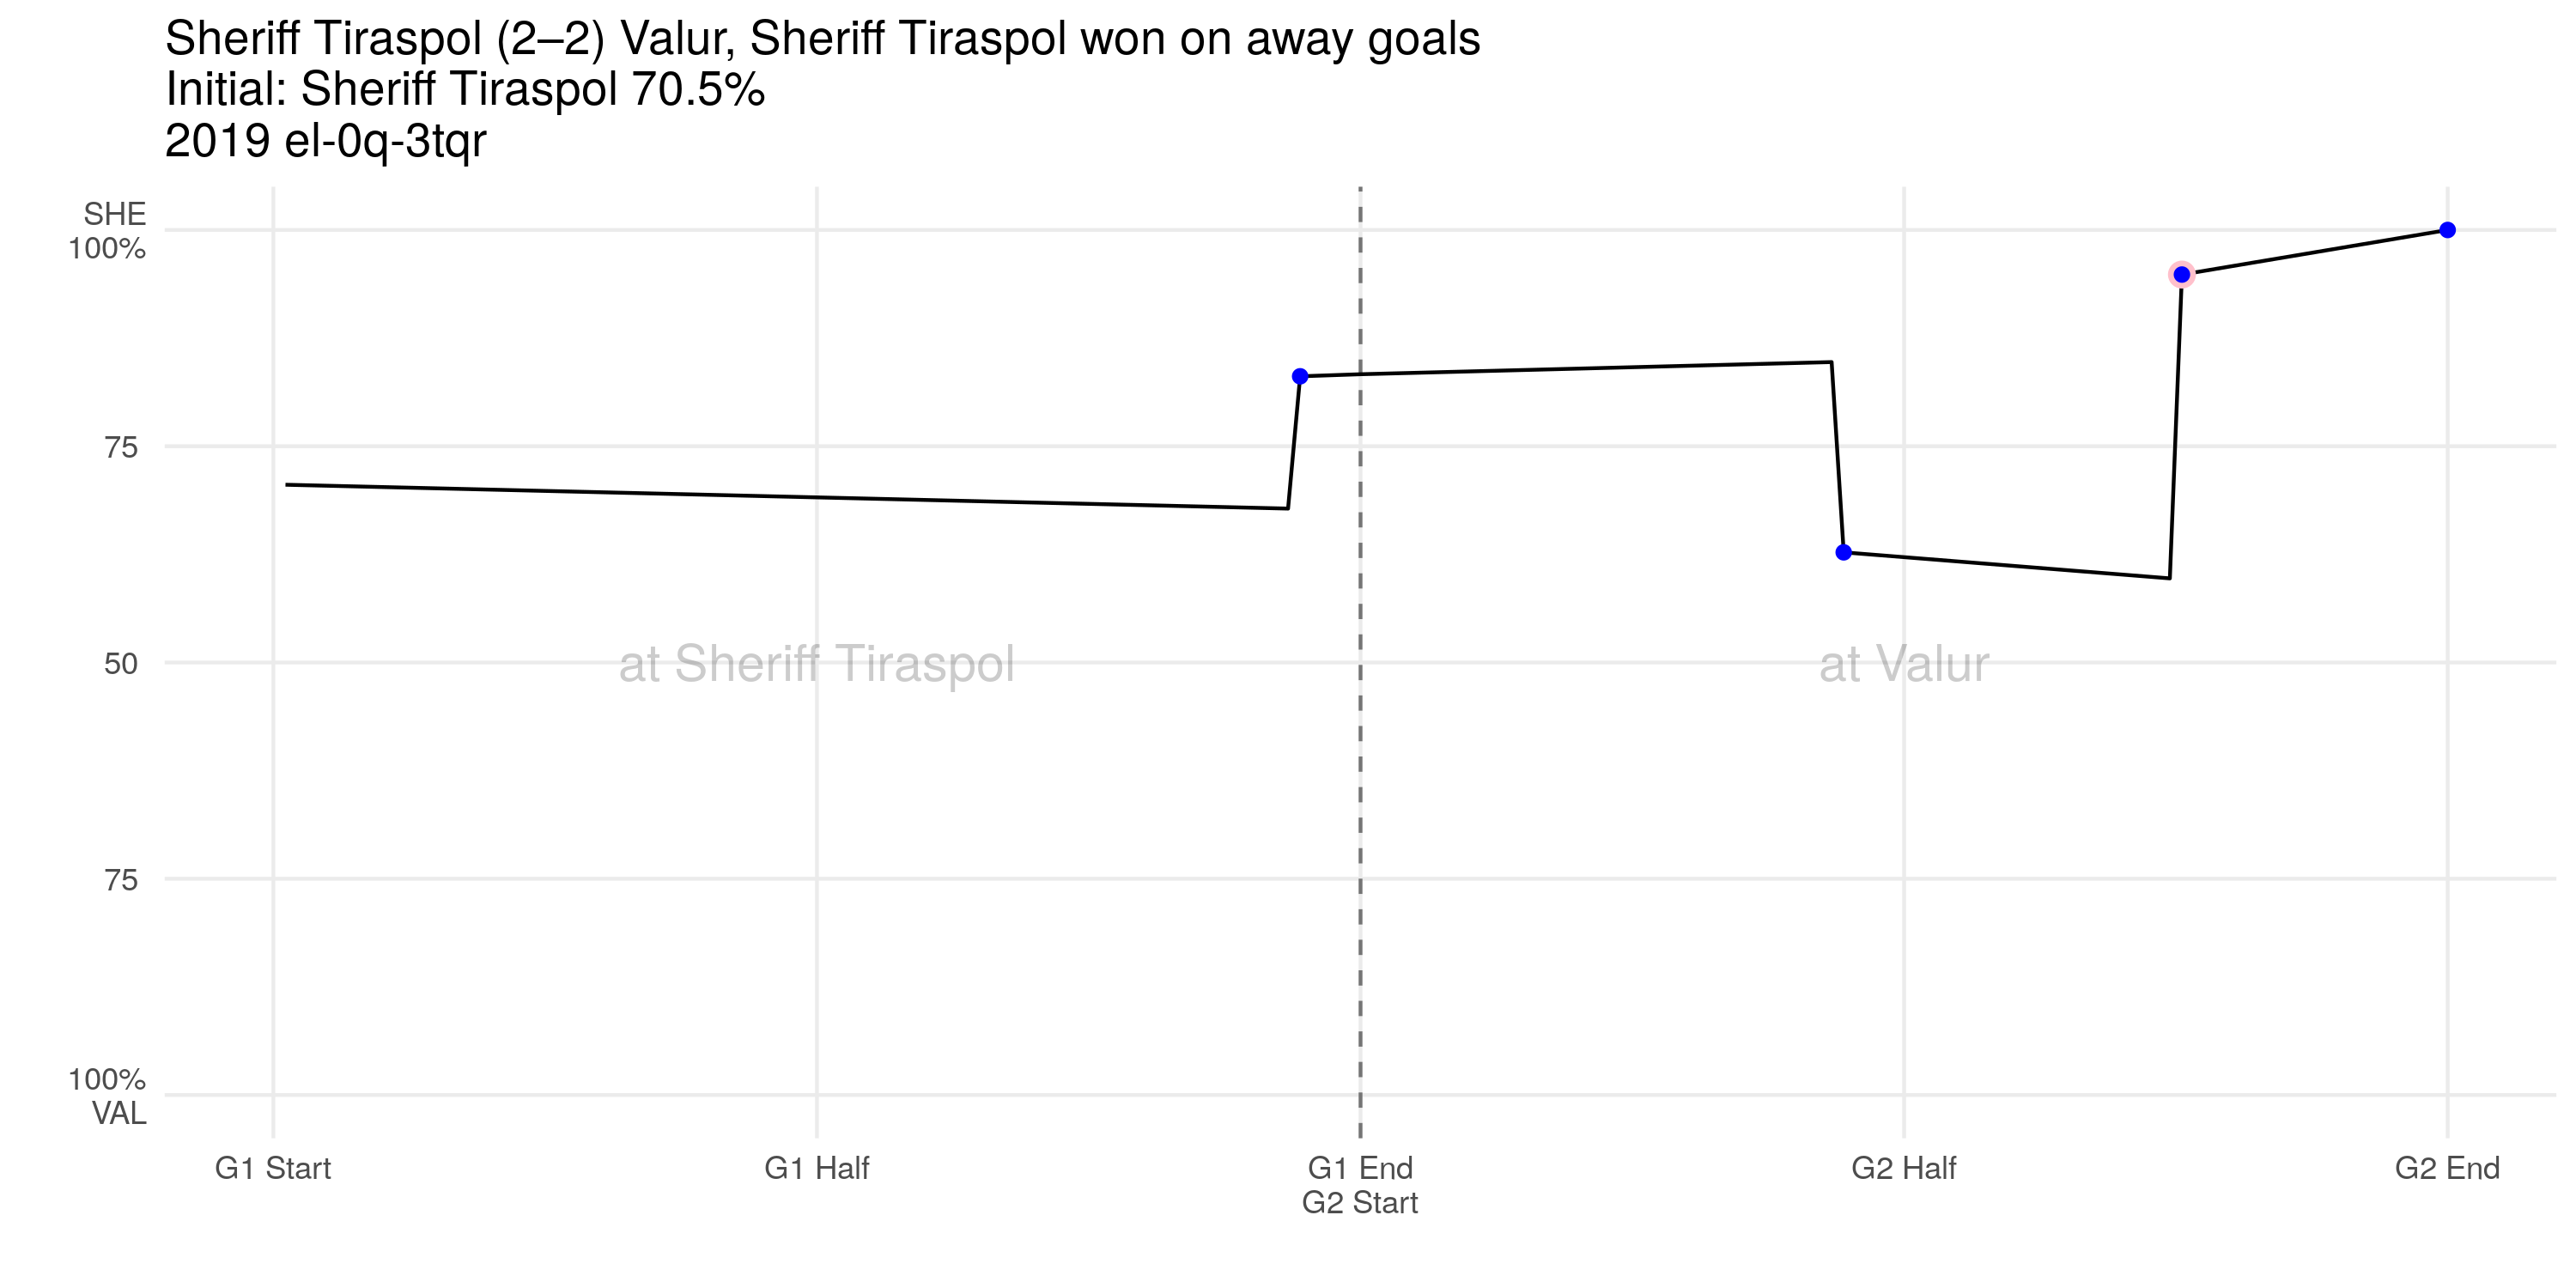 Sheriff Tiraspol (2–2) Valur, Sheriff Tiraspol won on away goals
Initial: Sheriff Tiraspol 70.5%
2019 el-0q-3tqr
SHE
100%
75
50
75
100%
VAL
at Sheriff Tiraspol
at Valur
G1 Start
G1 Half
G1 End
G2 Start
G2 Half
G2 End